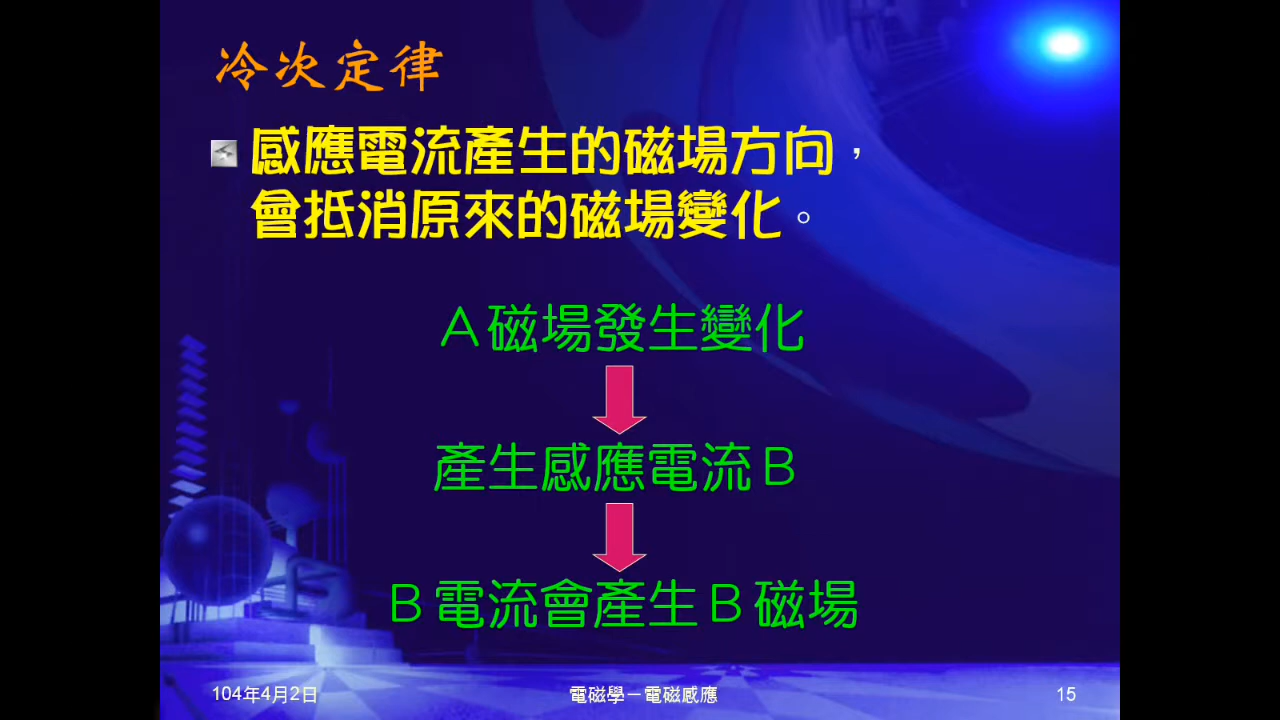 冷次定律
感應電流產生的磁場方向，
會抵消原來的磁場變化。
Ａ磁場發生變化
產生感應電流Ｂ
Ｂ電流會產生Ｂ磁場
104年4月2日
電磁學－電磁感應
15